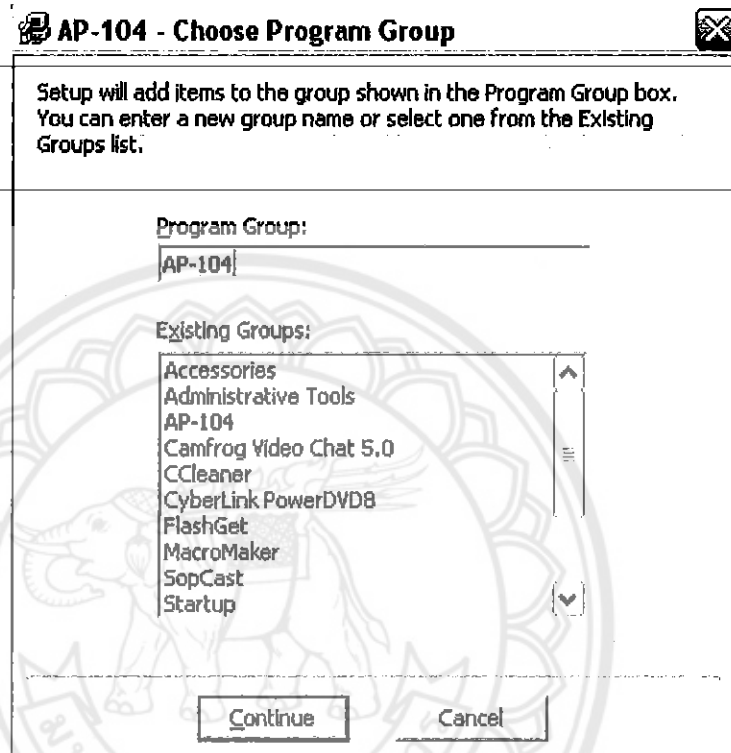 AP-104 - Choose Program Group
Setup will add items to the group shown in the Program Group box.
You can enter a new group name or select one from the Existing
Groups list.
Program Group:
AP-104
Existing Groups:
Accessories
Administrative Tools
AP-104
Camfrog Video Chat 5.0
CCleaner
CyberLink PowerDVD8
FlashGet
MacroMaker
SopCast
Startup
Continue
Cancel